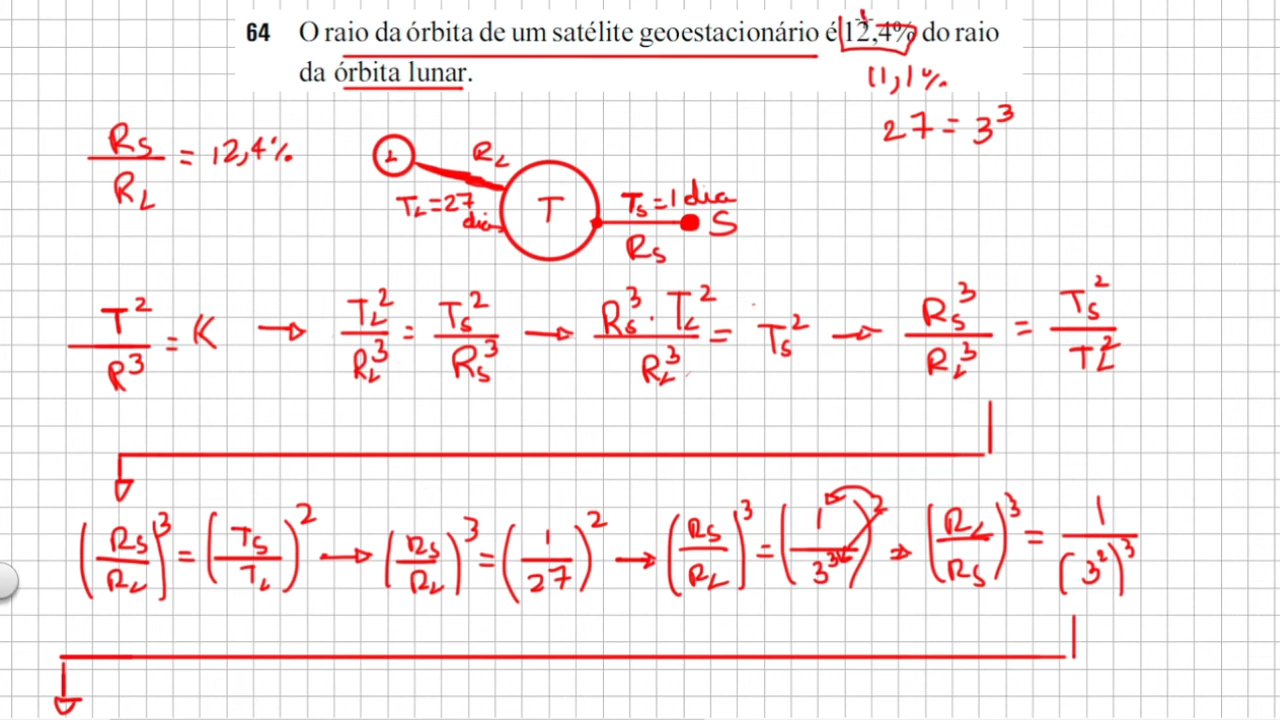 64 O raio da órbita de um satélite geoestacionário é 12,4% do raio
da órbita lunar.
11,1%
27 = 3³
Rs/RL = 12,4%
L RL T Ts=1 dia S
TL=27 dia Rs
T²/R³ = K → TL²/RL³ = Ts²/Rs³ → Rs³ · TL²/RL³ = Ts² → Rs³/RL³ = Ts²/TL²
(Rs/RL)³ = (Ts/TL)² → (Rs/RL)³ = (1/27)² → (Rs/RL)³ = (1/3³)² → (RL/Rs)³ = 1/(3²)³